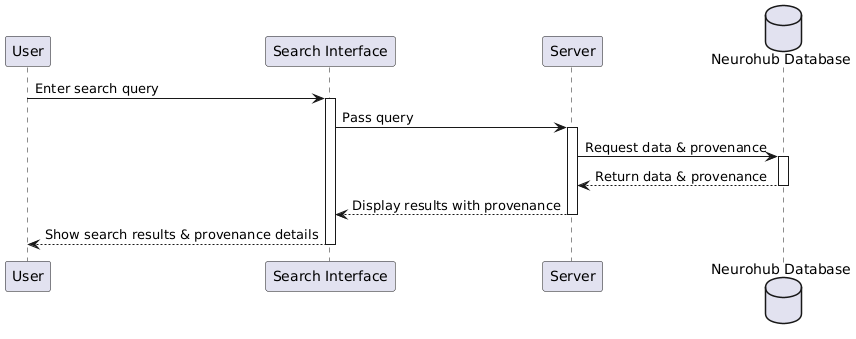 User
Search Interface
Server
Neurohub Database
Enter search query
Pass query
Request data & provenance
Return data & provenance
Display results with provenance
Show search results & provenance details
User
Search Interface
Server
Neurohub Database